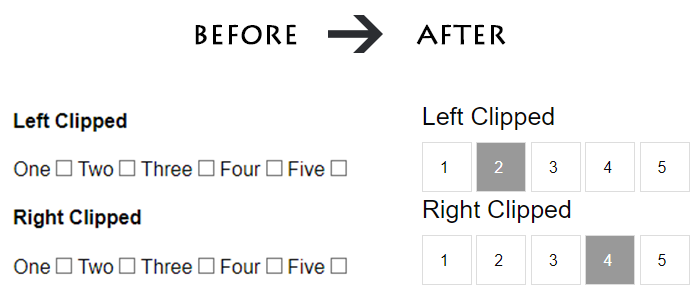 BEFORE AFTER
Left Clipped
One Two Three Four Five
Right Clipped
One Two Three Four Five
Left Clipped
1 2 3 4 5
Right Clipped
1 2 3 4 5